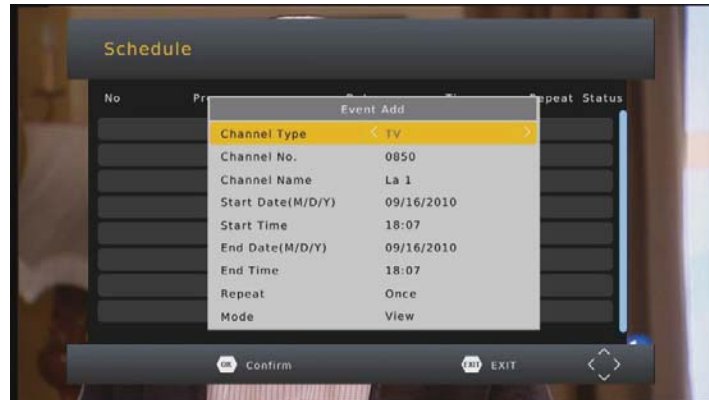 Schedule
No Repeat Status
Event Add
Channel Type < TV >
Channel No. 0850
Channel Name La 1
Start Date(M/D/Y) 09/16/2010
Start Time 18:07
End Date(M/D/Y) 09/16/2010
End Time 18:07
Repeat Once
Mode View
OK Confirm EXIT EXIT